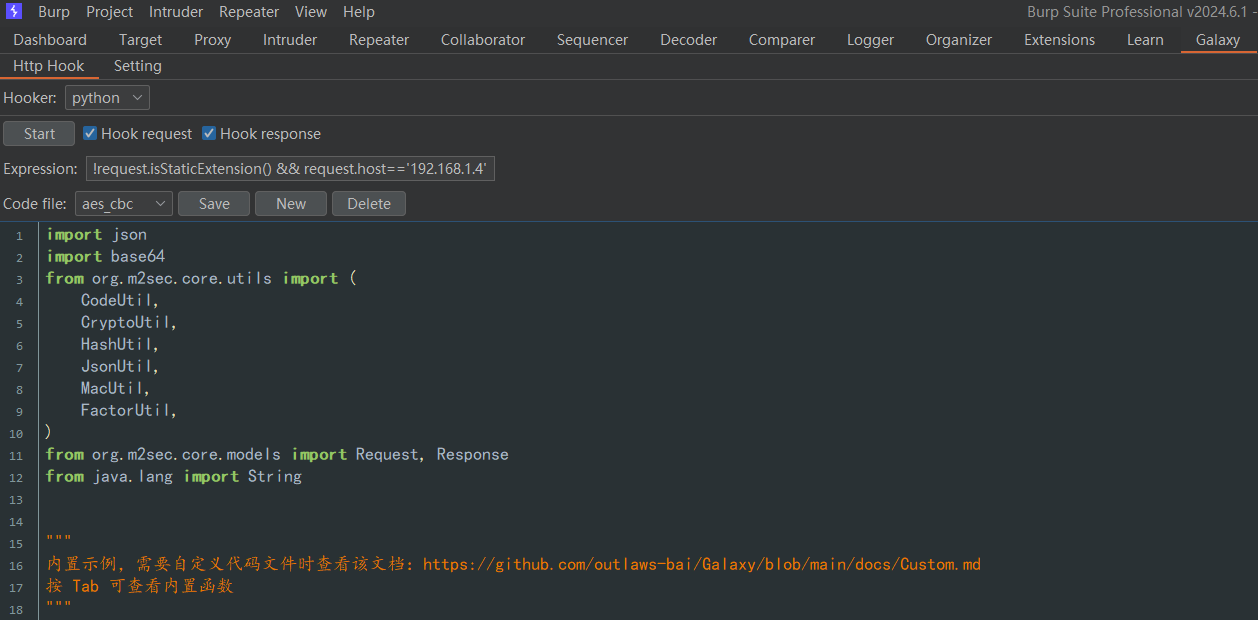 Burp Project Intruder Repeater View Help Burp Suite Professional v2024.6.1 -
Dashboard Target Proxy Intruder Repeater Collaborator Sequencer Decoder Comparer Logger Organizer Extensions Learn Galaxy
Http Hook Setting
Hooker: python
Start Hook request Hook response
Expression: !request.isStaticExtension() && request.host=='192.168.1.4'
Code file: aes_cbc Save New Delete
1 import json
2 import base64
3 from org.m2sec.core.utils import (
4 CodeUtil,
5 CryptoUtil,
6 HashUtil,
7 JsonUtil,
8 MacUtil,
9 FactorUtil,
10 )
11 from org.m2sec.core.models import Request, Response
12 from java.lang import String
13
14
15 """
16 内置示例，需要自定义代码文件时查看该文档：https://github.com/outlaws-bai/Galaxy/blob/main/docs/Custom.md
17 按 Tab 可查看内置函数
18 """